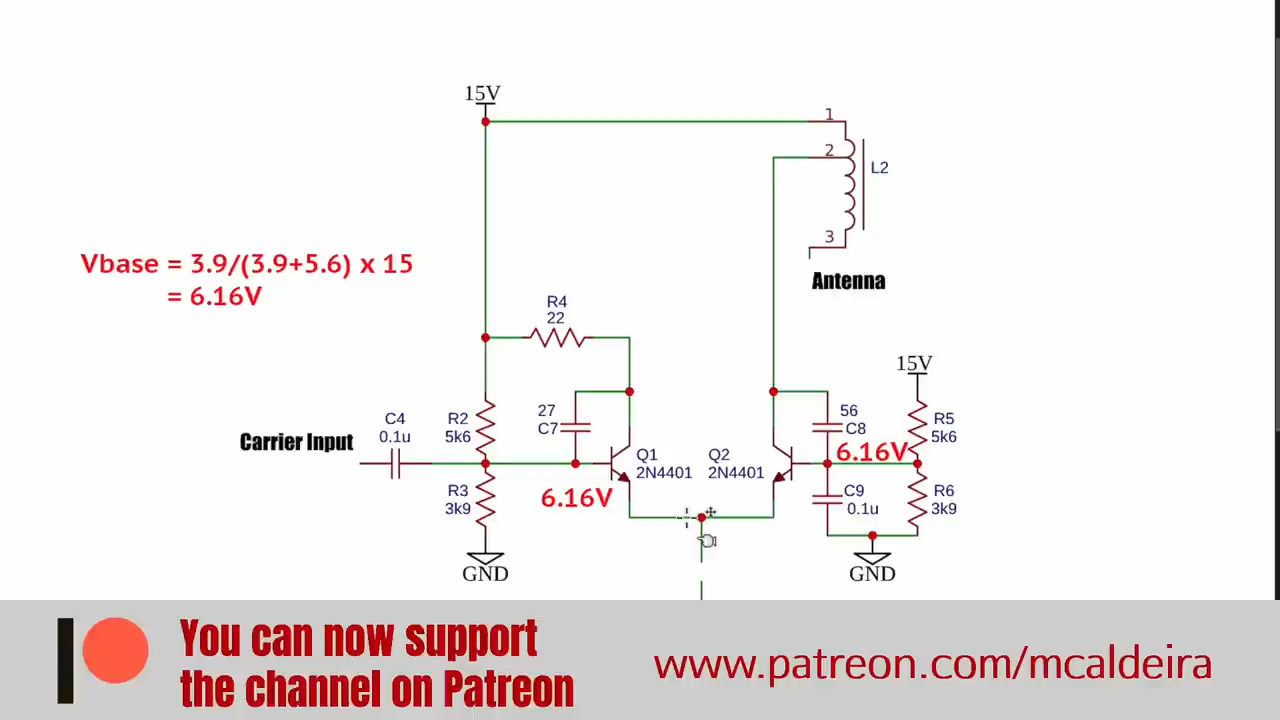 15V
1
2
L2
3
Antenna
Vbase = 3.9/(3.9+5.6) x 15
= 6.16V
R4
22
15V
C4
0.1u
R2
5k6
27
C7
56
C8
R5
5k6
Carrier Input
6.16V
Q1
2N4401
Q2
2N4401
R3
3k9
6.16V
C9
0.1u
R6
3k9
GND
GND
You can now support
the channel on Patreon
www.patreon.com/mcaldeira